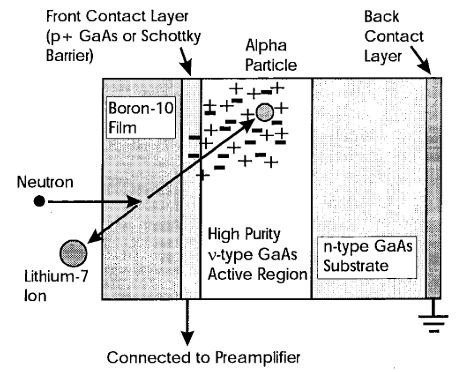 Front Contact Layer
(p+ GaAs or Schottky
Barrier)
Back
Contact
Layer
Alpha
Particle
Boron-10
Film
Neutron
Lithium-7
Ion
High Purity
ν-type GaAs
Active Region
n-type GaAs
Substrate
Connected to Preamplifier